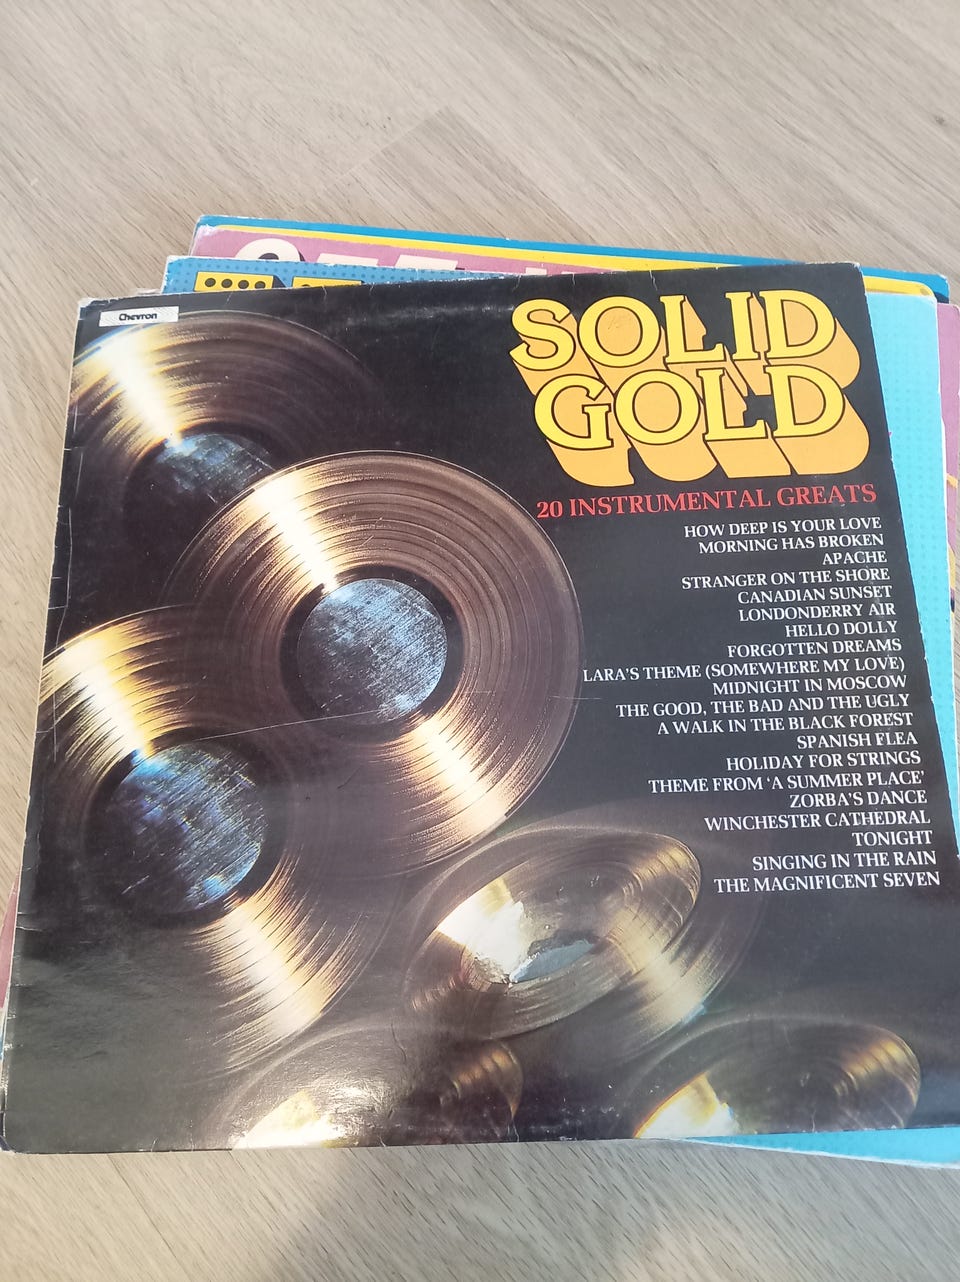 Chevron
SOLID
GOLD
20 INSTRUMENTAL GREATS
HOW DEEP IS YOUR LOVE
MORNING HAS BROKEN
APACHE
STRANGER ON THE SHORE
CANADIAN SUNSET
LONDONDERRY AIR
HELLO DOLLY
FORGOTTEN DREAMS
LARA'S THEME (SOMEWHERE MY LOVE)
MIDNIGHT IN MOSCOW
THE GOOD, THE BAD AND THE UGLY
A WALK IN THE BLACK FOREST
SPANISH FLEA
HOLIDAY FOR STRINGS
THEME FROM 'A SUMMER PLACE'
ZORBA'S DANCE
WINCHESTER CATHEDRAL
TONIGHT
SINGING IN THE RAIN
THE MAGNIFICENT SEVEN